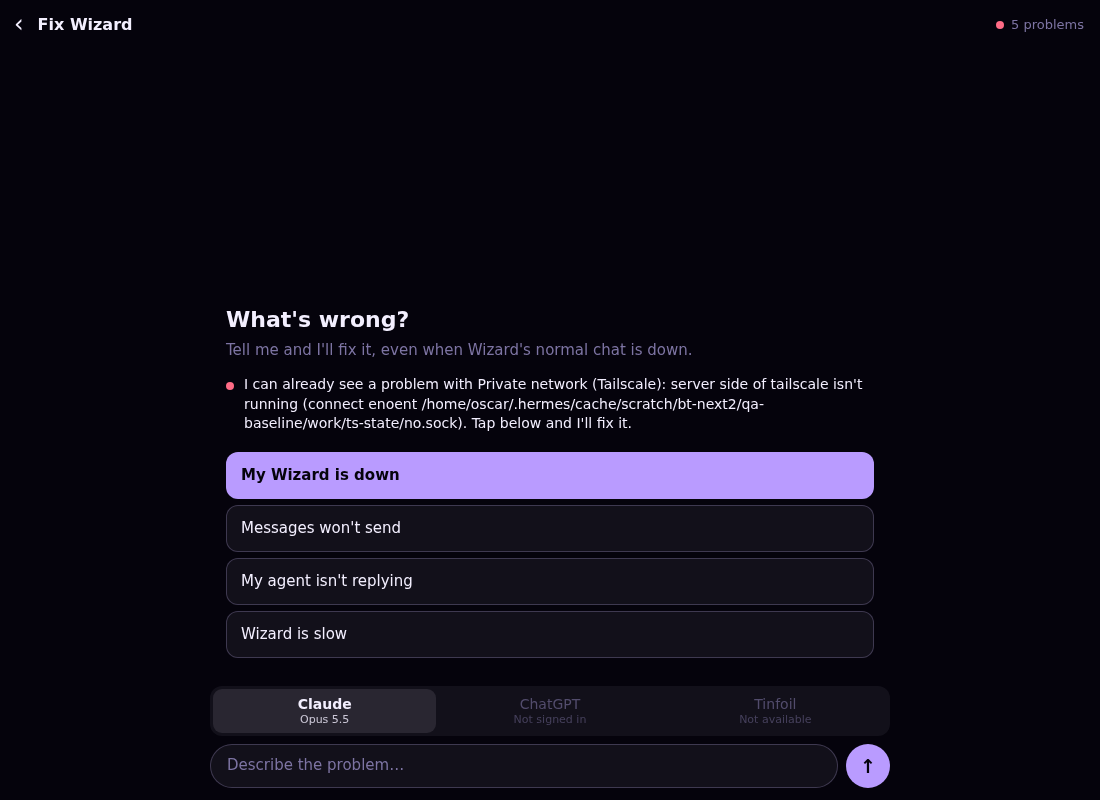 Fix Wizard
5 problems
What's wrong?
Tell me and I'll fix it, even when Wizard's normal chat is down.
I can already see a problem with Private network (Tailscale): server side of tailscale isn't
running (connect enoent /home/oscar/.hermes/cache/scratch/bt-next2/qa-
baseline/work/ts-state/no.sock). Tap below and I'll fix it.
My Wizard is down
Messages won't send
My agent isn't replying
Wizard is slow
Claude
Opus 5.5
ChatGPT
Not signed in
Tinfoil
Not available
Describe the problem...